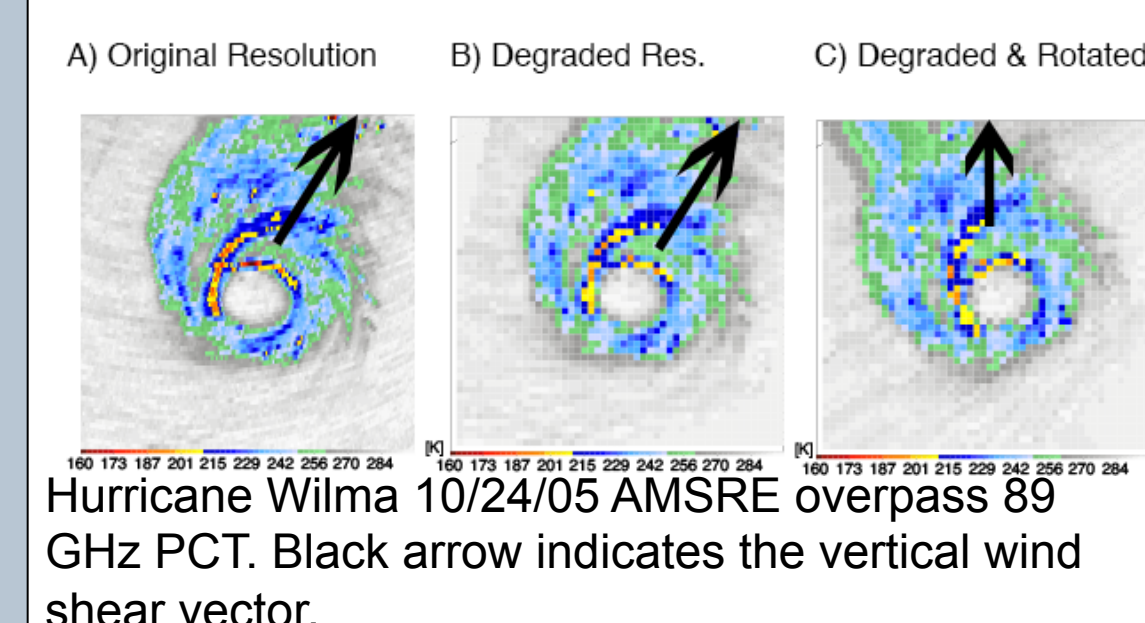 A) Original Resolution B) Degraded Res. C) Degraded & Rotated
[K] [K]
160 173 187 201 215 229 242 256 270 284 160 173 187 201 215 229 242 256 270 284 160 173 187 201 215 229 242 256 270 284
Hurricane Wilma 10/24/05 AMSRE overpass 89
GHz PCT. Black arrow indicates the vertical wind
shear vector.